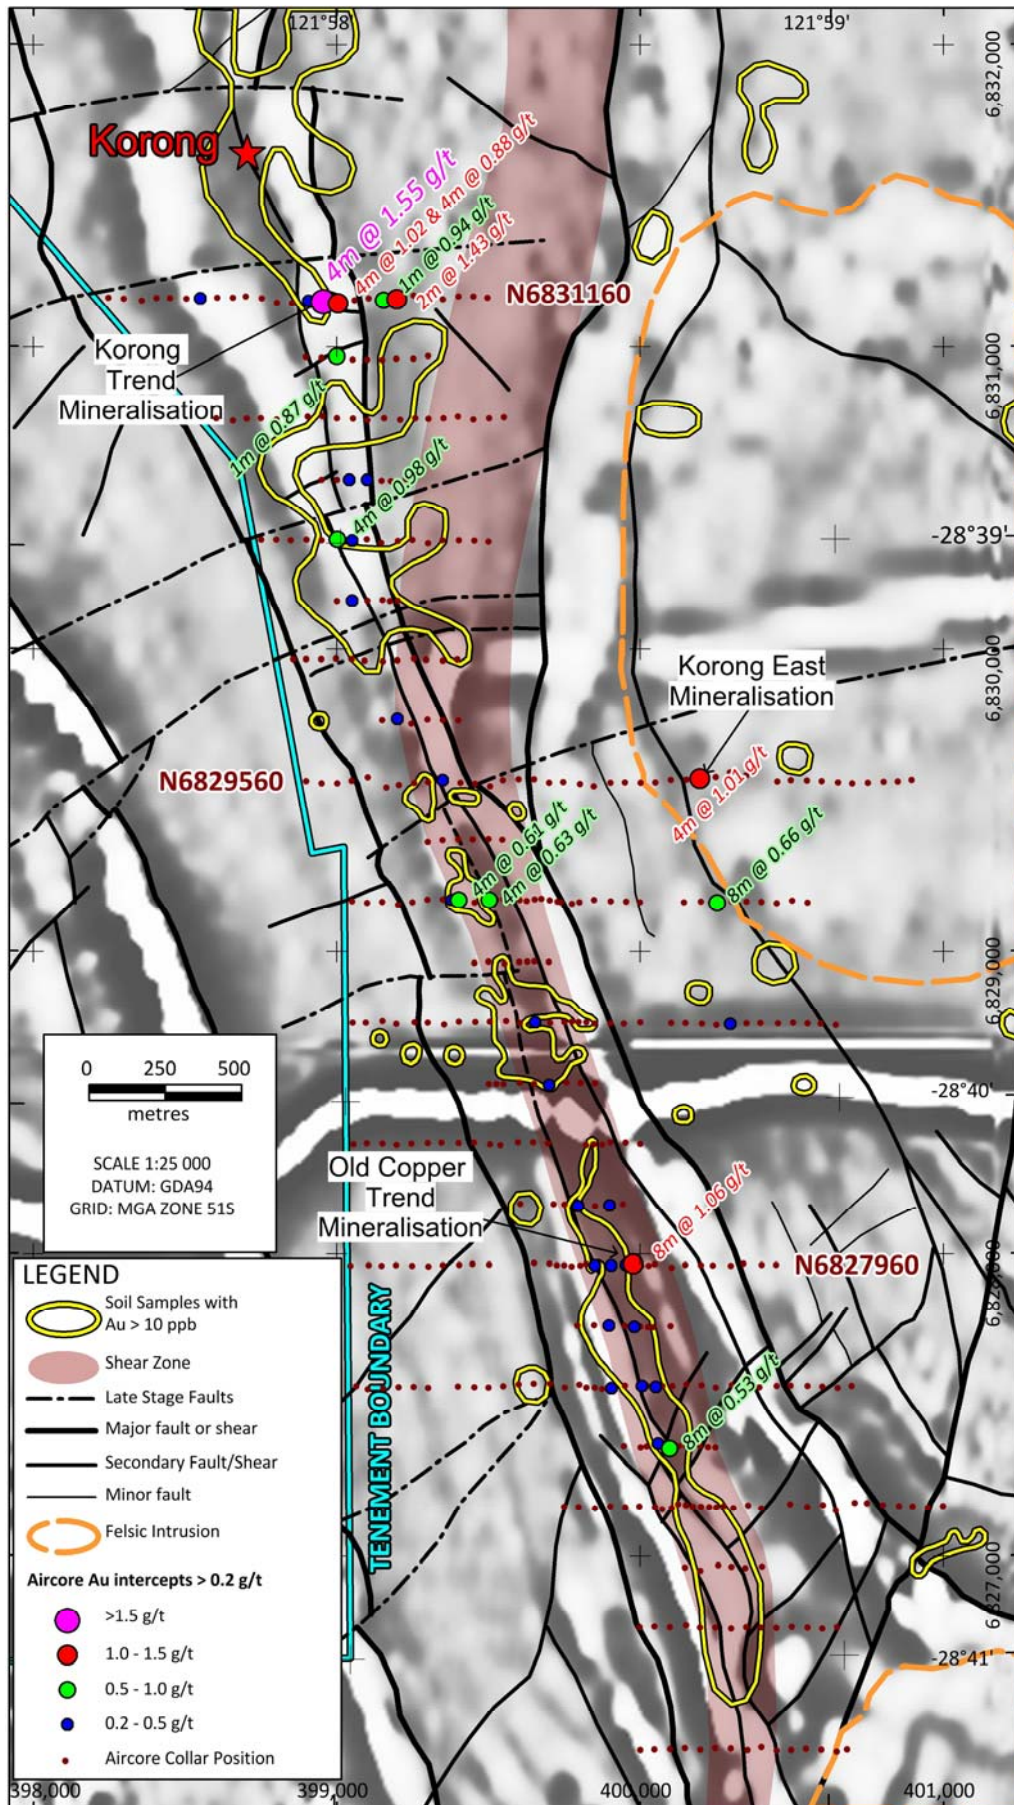 121°58'
121°59'
6,832,000
Korong
4m @ 1.55 g/t
4m @ 1.02 & 4m @ 0.88 g/t
1m @ 0.94 g/t
2m @ 1.43 g/t
N6831160
Korong
Trend
Mineralisation
6,831,000
1m @ 0.87 g/t
4m @ 0.98 g/t
-28°39'
6,830,000
Korong East
Mineralisation
N6829560
4m @ 1.01 g/t
4m @ 0.61 g/t
4m @ 0.63 g/t
8m @ 0.66 g/t
6,829,000
0 250 500
metres
SCALE 1:25 000
DATUM: GDA94
GRID: MGA ZONE 51S
-28°40'
Old Copper
Trend
Mineralisation
8m @ 1.06 g/t
N6827960
6,828,000
LEGEND
Soil Samples with
Au > 10 ppb
Shear Zone
Late Stage Faults
Major fault or shear
Secondary Fault/Shear
Minor fault
Felsic Intrusion
Aircore Au intercepts > 0.2 g/t
>1.5 g/t
1.0 - 1.5 g/t
0.5 - 1.0 g/t
0.2 - 0.5 g/t
Aircore Collar Position
TENEMENT BOUNDARY
8m @ 0.53 g/t
6,827,000
-28°41'
398,000
399,000
400,000
401,000